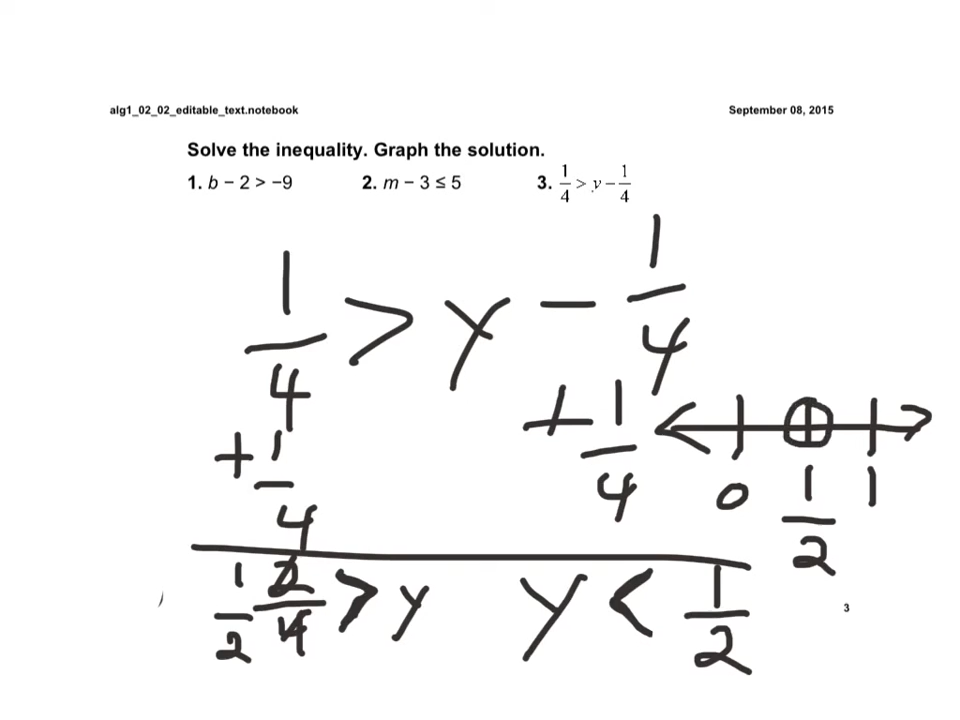 alg1_02_02_editable_text.notebook September 08, 2015
Solve the inequality. Graph the solution.
1. b − 2 > −9 2. m − 3 ≤ 5 3. 1/4 > y − 1/4
1/4 > y − 1/4
+ 1/4 + 1/4
0 1/2 1
1/2 2/4 > y y < 1/2
3